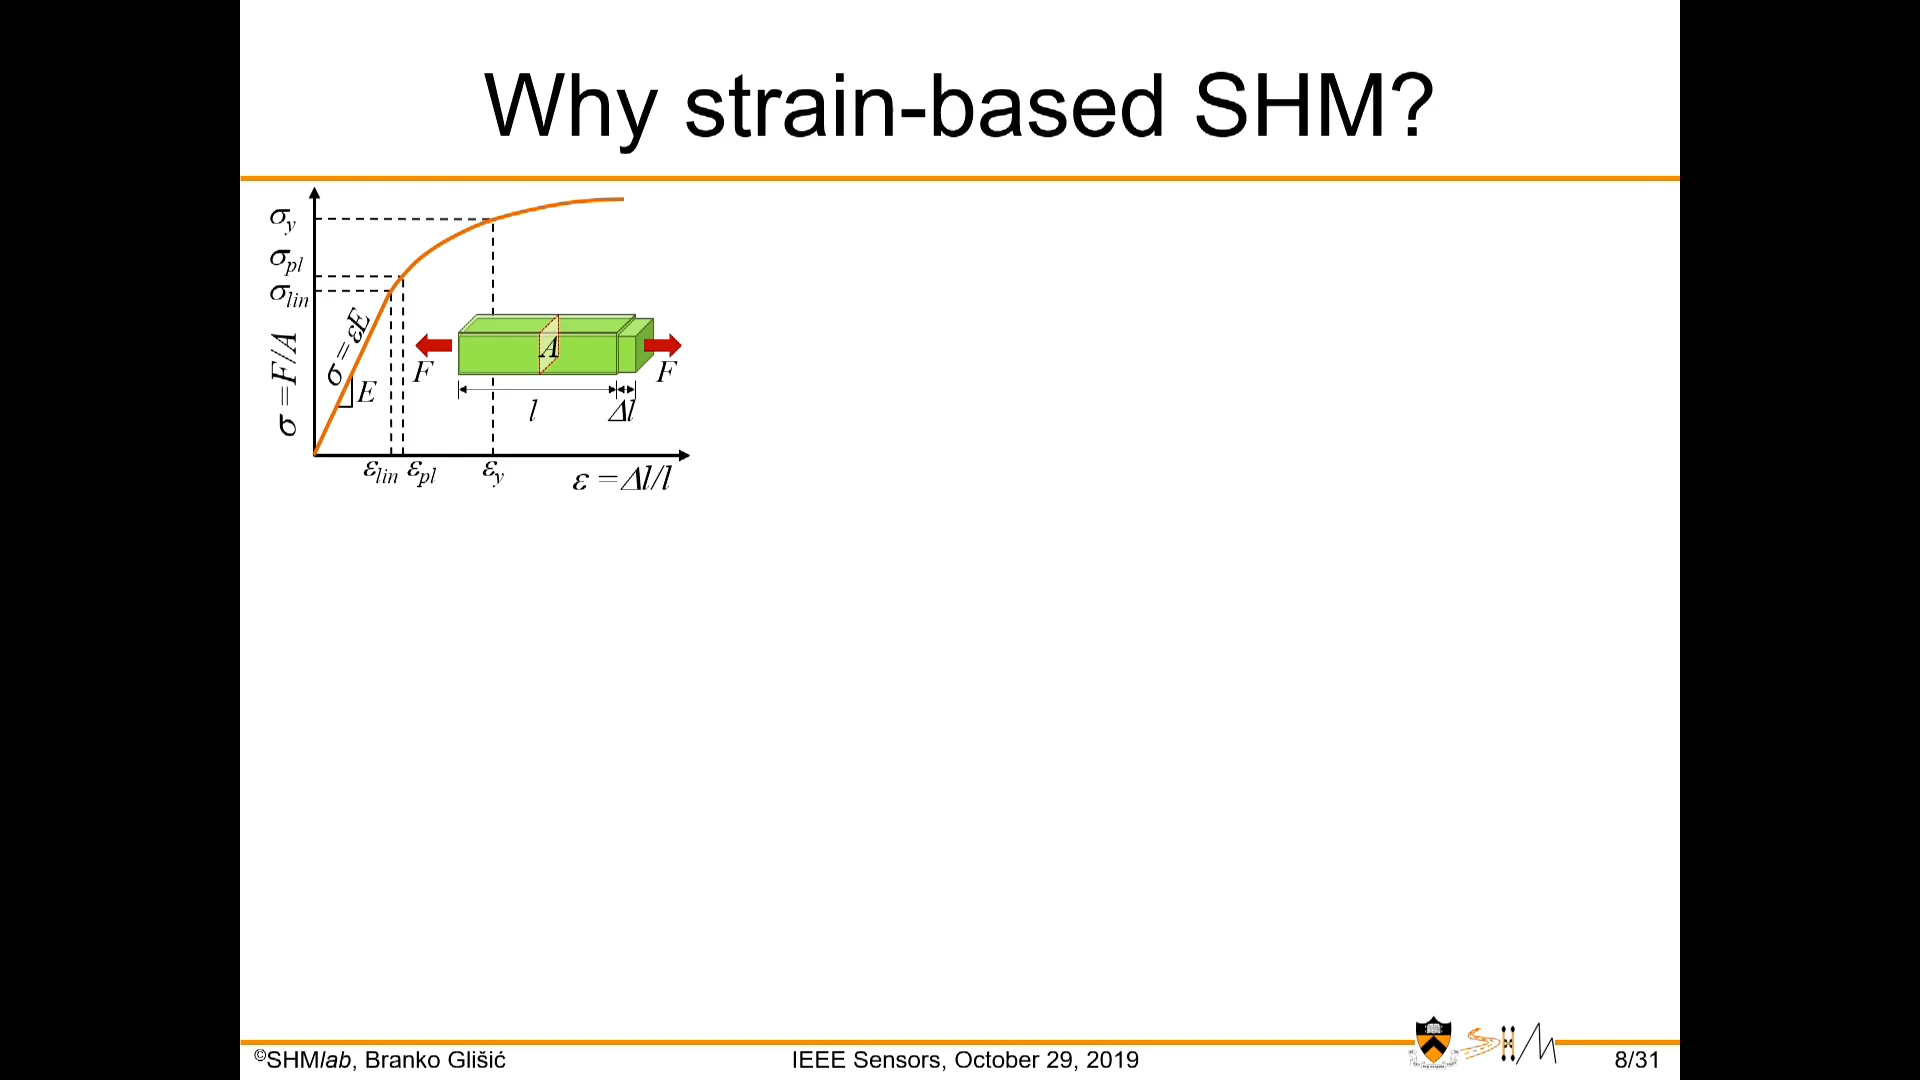 Why strain-based SHM?
σy
σpl
σlin
σ = F/A
σ = εE
E
F
A
F
l
Δl
εlin
εpl
εy
ε = Δl/l
©SHMlab, Branko Glišić
IEEE Sensors, October 29, 2019
SHM
8/31